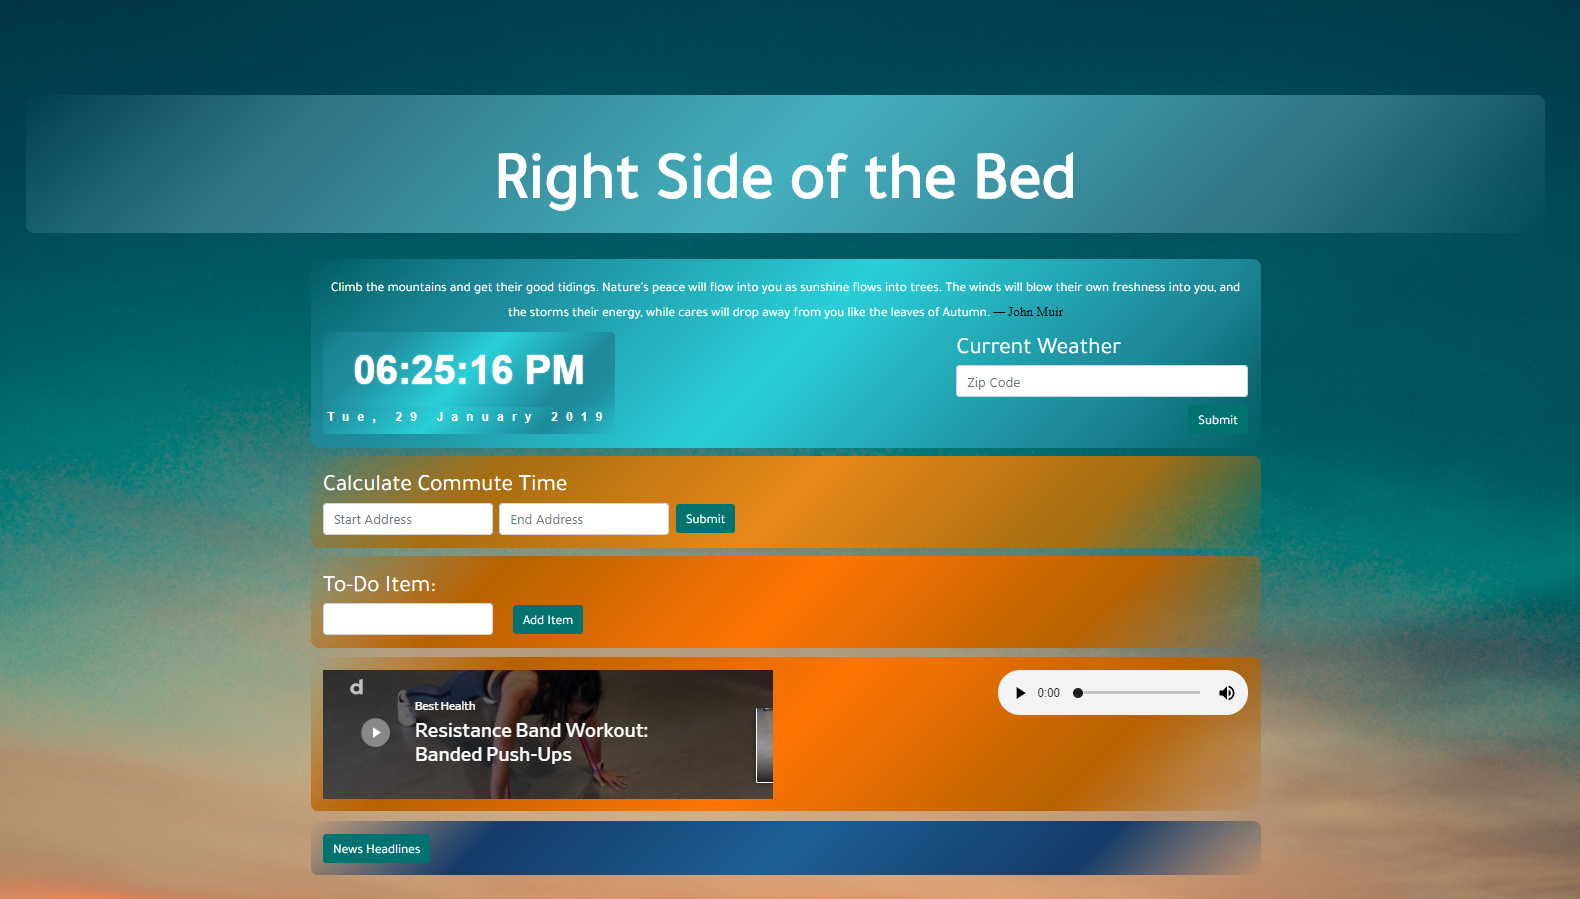 Right Side of the Bed
Climb the mountains and get their good tidings. Nature's peace will flow into you as sunshine flows into trees. The winds will blow their own freshness into you, and
the storms their energy, while cares will drop away from you like the leaves of Autumn. — John Muir
06:25:16 PM
Tue, 29 January 2019
Current Weather
Zip Code
Submit
Calculate Commute Time
Start Address
End Address
Submit
To-Do Item:
Add Item
d
Best Health
Resistance Band Workout:
Banded Push-Ups
0:00
News Headlines